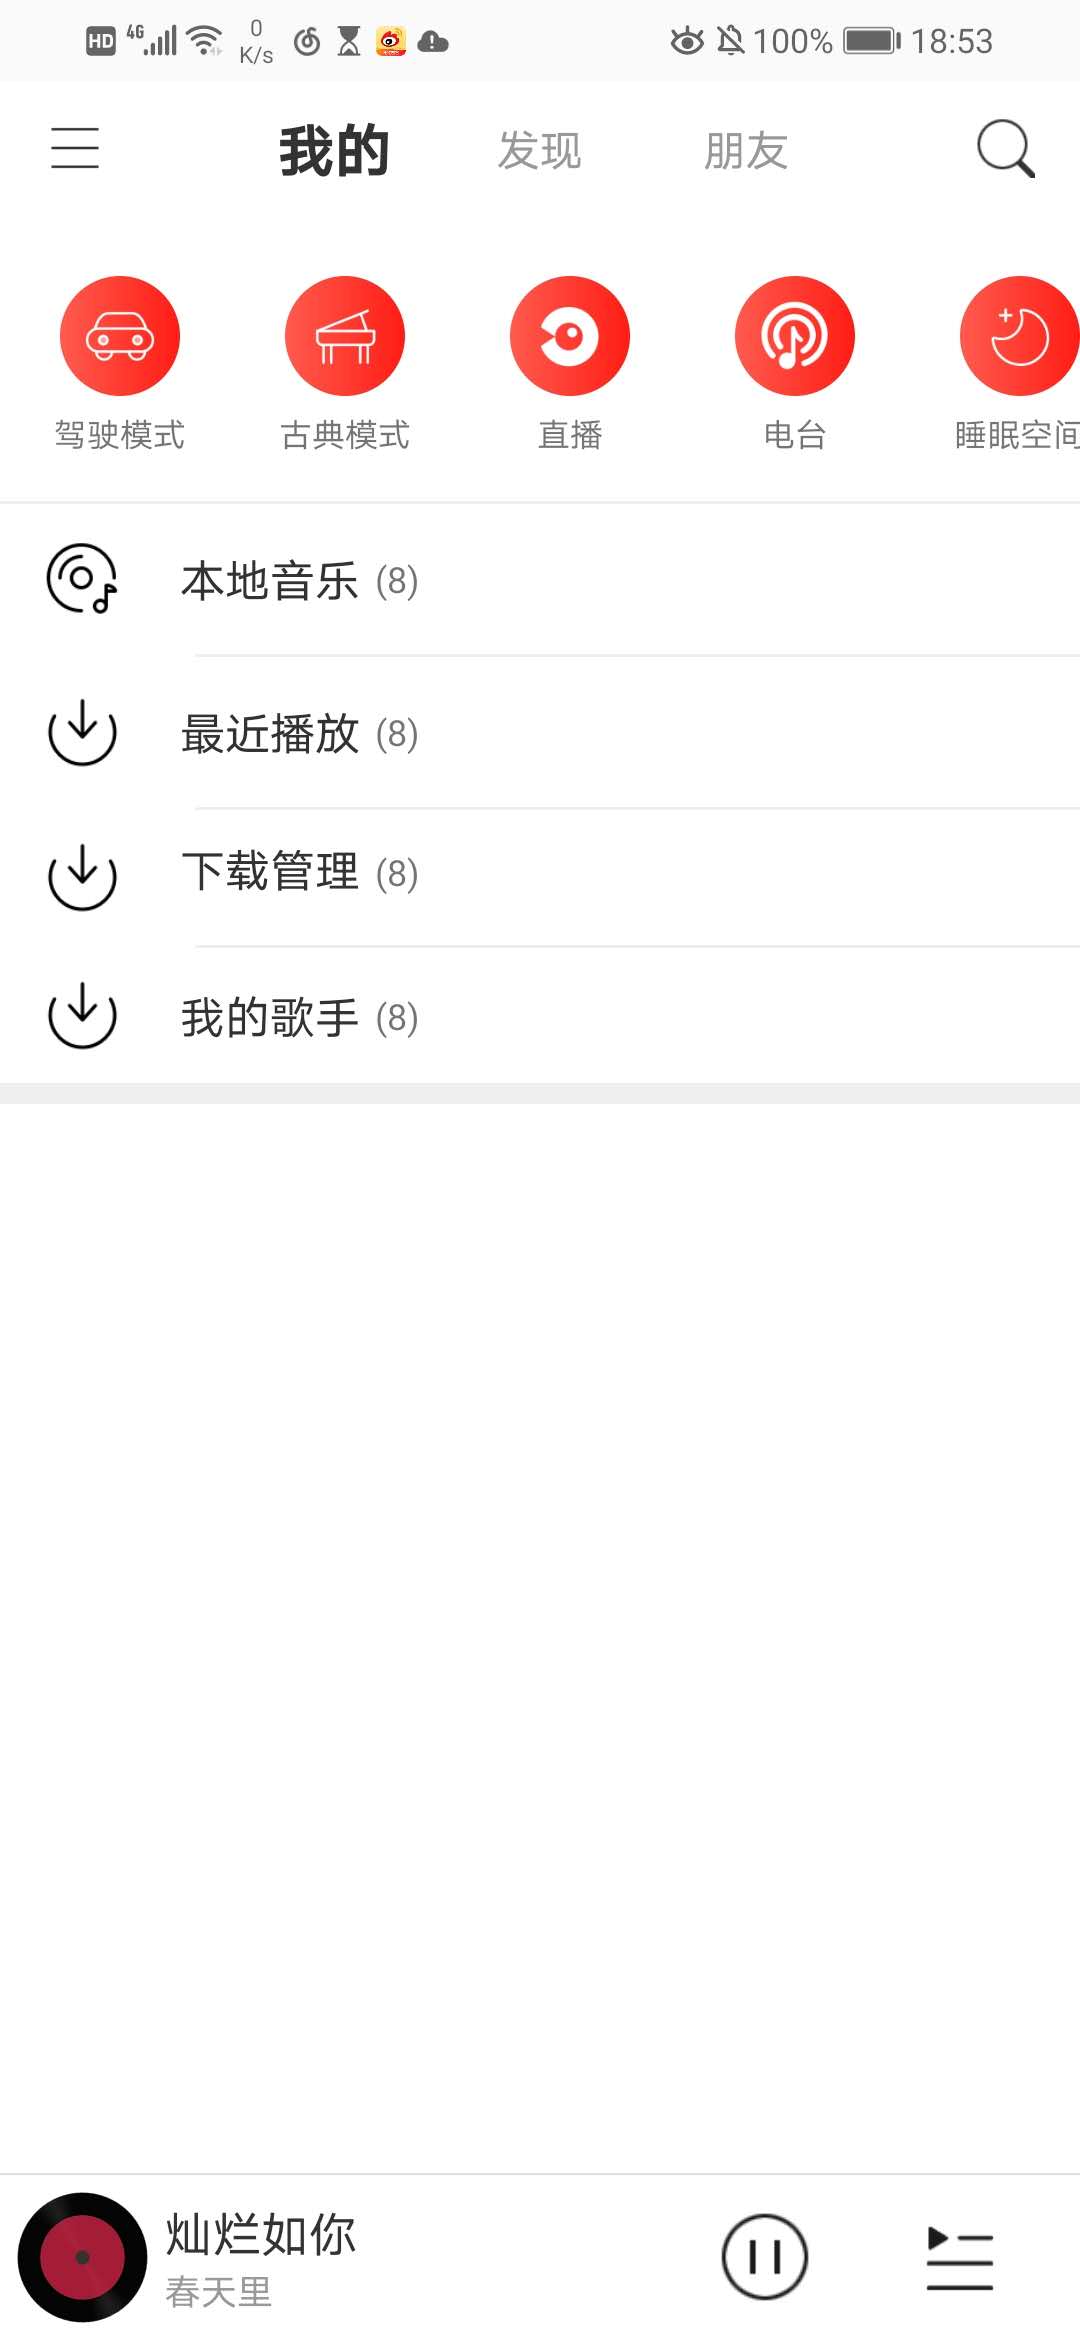 HD 4G 0 K/s 100% 18:53
我的 发现 朋友
驾驶模式 古典模式 直播 电台 睡眠空间
本地音乐 (8)
最近播放 (8)
下载管理 (8)
我的歌手 (8)
灿烂如你
春天里